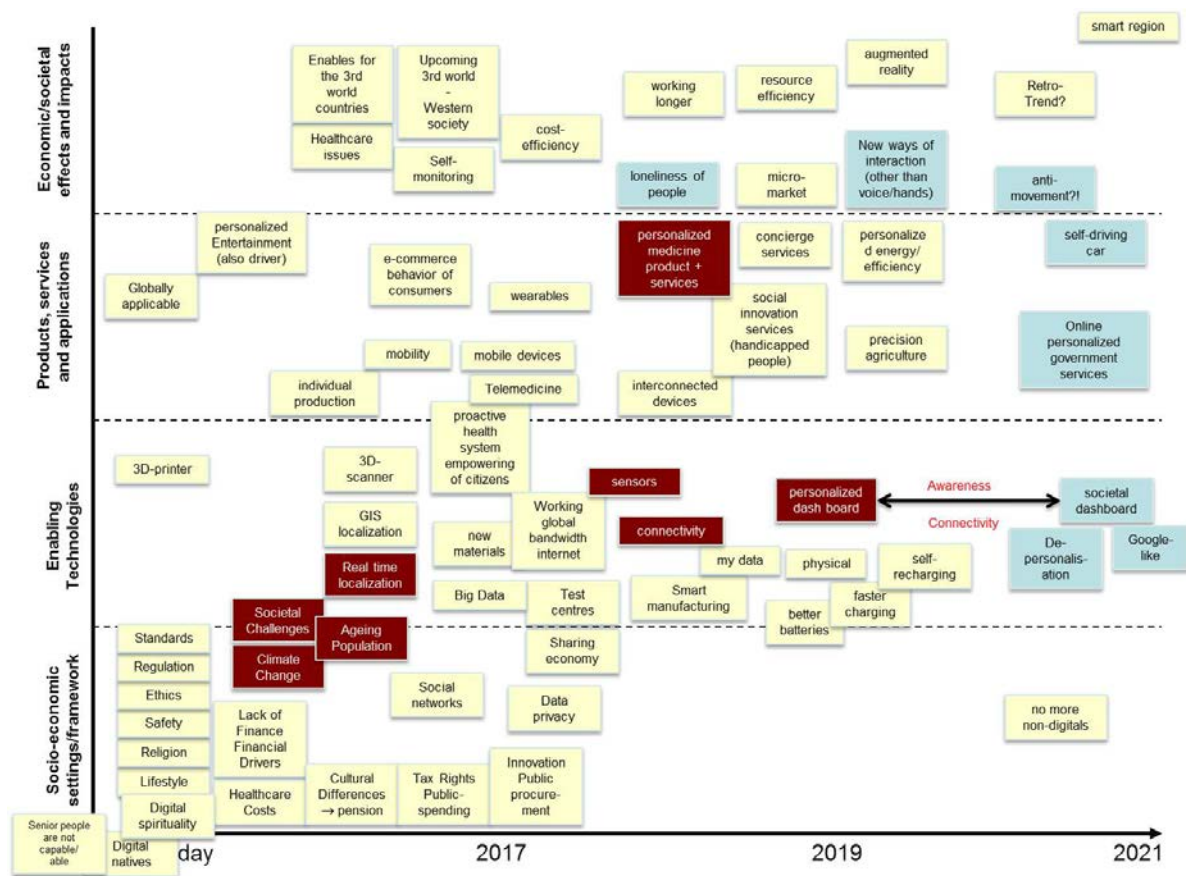 Economic/societal
effects and impacts
smart region
Enables for
the 3rd
world
countries
Upcoming
3rd world
-
Western
society
working
longer
resource
efficiency
augmented
reality
Retro-
Trend?
Healthcare
issues
Self-
monitoring
cost-
efficiency
loneliness of
people
micro-
market
New ways of
interaction
(other than
voice/hands)
anti-
movement?!
Products, services
and applications
personalized
Entertainment
(also driver)
Globally
applicable
e-commerce
behavior of
consumers
wearables
personalized
medicine
product +
services
concierge
services
personalize
d energy/
efficiency
self-driving
car
social
innovation
services
(handicapped
people)
precision
agriculture
Online
personalized
government
services
mobility
mobile devices
individual
production
Telemedicine
interconnected
devices
Enabling
Technologies
proactive
health
system
empowering
of citizens
3D-printer
3D-
scanner
sensors
personalized
dash board
Awareness
Connectivity
societal
dashboard
GIS
localization
new
materials
Working
global
bandwidth
internet
connectivity
De-
personalis-
ation
Google-
like
Real time
localization
Big Data
Test
centres
my data
physical
self-
recharging
Smart
manufacturing
better
batteries
faster
charging
Societal
Challenges
Ageing
Population
Climate
Change
Socio-economic
settings/framework
Standards
Regulation
Ethics
Safety
Religion
Lifestyle
Digital
spirituality
Sharing
economy
Social
networks
Data
privacy
no more
non-digitals
Lack of
Finance
Financial
Drivers
Healthcare
Costs
Cultural
Differences
→ pension
Tax Rights
Public-
spending
Innovation
Public
procure-
ment
Senior people
are not
capable/
able
Digital
natives
day
2017
2019
2021